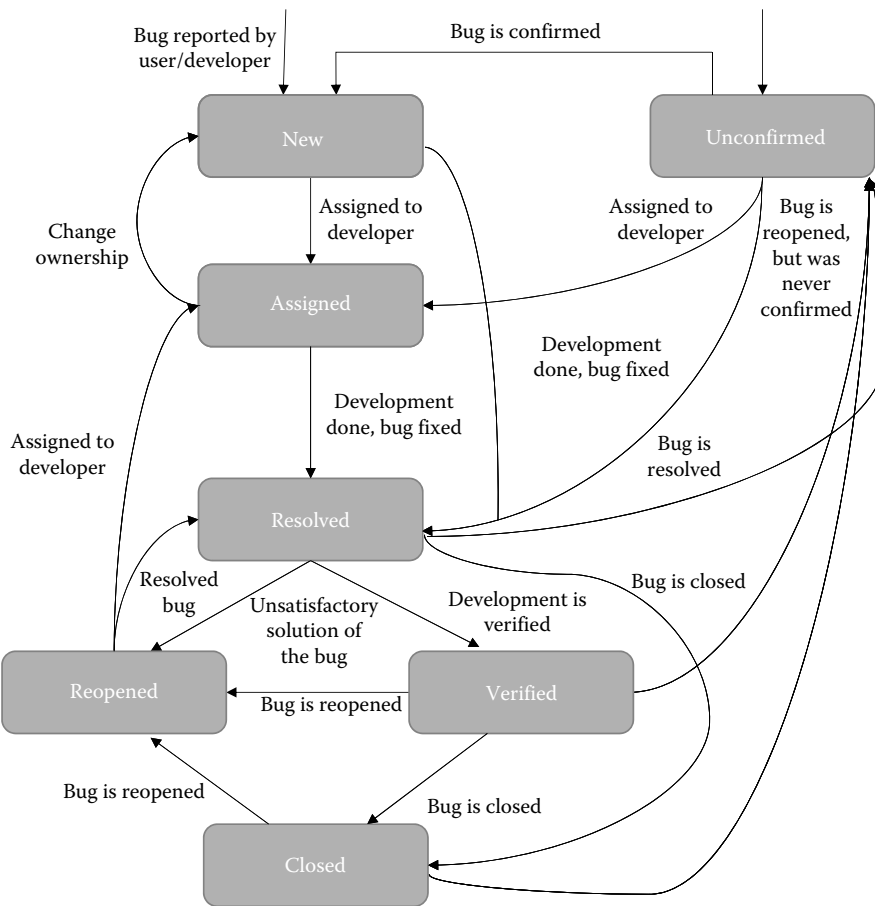 Bug reported by
user/developer
Bug is confirmed
New
Unconfirmed
Assigned to
developer
Assigned to
developer
Bug is
reopened,
but was
never
confirmed
Change
ownership
Assigned
Development
done, bug fixed
Development
done, bug fixed
Assigned to
developer
Bug is
resolved
Resolved
Resolved
bug
Unsatisfactory
solution of
the bug
Development is
verified
Bug is closed
Reopened
Bug is reopened
Verified
Bug is reopened
Bug is closed
Closed